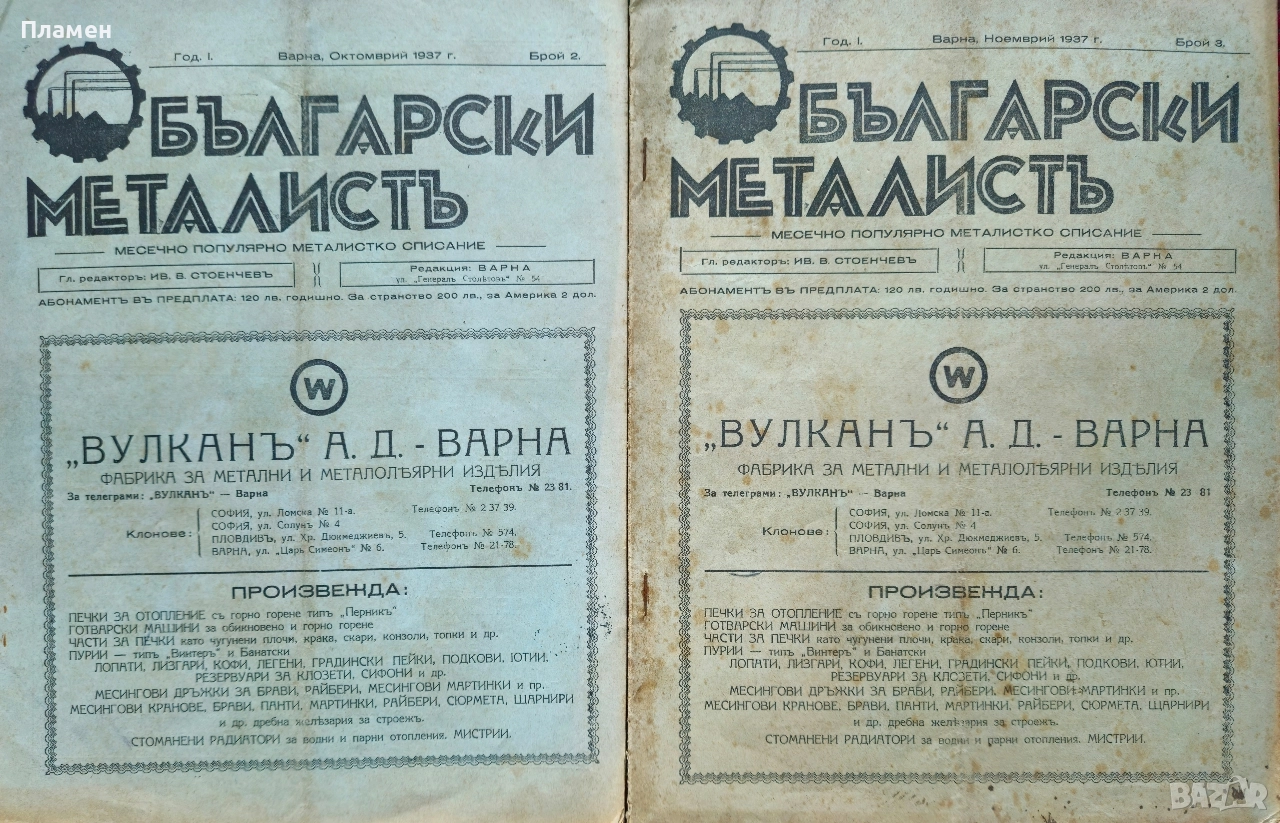 Пламен
Год. I. Варна, Октомврий 1937 г. Брой 2.
БЪЛГАРСКИ
МЕТАЛИСТЪ
МЕСЕЧНО ПОПУЛЯРНО МЕТАЛИСТКО СПИСАНИЕ
Гл. редакторъ: ИВ. В. СТОЕНЧЕВЪ
Редакция: ВАРНА
ул. „Генералъ Столѣтовъ“ № 54
АБОНАМЕНТЪ ВЪ ПРЕДПЛАТА: 120 лв. годишно. За странство 200 лв., за Америка 2 дол.
W
„ВУЛКАНЪ“ А. Д. - ВАРНА
ФАБРИКА ЗА МЕТАЛНИ И МЕТАЛОЛѢЯРНИ ИЗДѢЛИЯ
За телеграми: „ВУЛКАНЪ“ — Варна Телефонъ № 23 81.
Клонове:
СОФИЯ, ул. Ломска № 11-а. Телефонъ № 2 37 39.
СОФИЯ, ул. Солунъ № 4
ПЛОВДИВЪ, ул. Хр. Дюкмеджиевъ, 5. Телефонъ № 574.
ВАРНА, ул. „Царь Симеонъ“ № 6. Телефонъ № 21-78.
ПРОИЗВЕЖДА:
ПЕЧКИ ЗА ОТОПЛЕНИЕ съ горно горене типъ „Перникъ“
ГОТВАРСКИ МАШИНИ за обикновено и горно горене
ЧАСТИ ЗА ПЕЧКИ като чугунени плочи, крака, скари, конзоли, топки и др.
ПУРИИ — типъ „Винтеръ“ и Банатски
ЛОПАТИ, ЛИЗГАРИ, КОФИ, ЛЕГЕНИ, ГРАДИНСКИ ПЕЙКИ, ПОДКОВИ, ЮТИИ,
РЕЗЕРВУАРИ ЗА КЛОЗЕТИ, СИФОНИ и др.
МЕСИНГОВИ ДРЪЖКИ ЗА БРАВИ, РАЙБЕРИ, МЕСИНГОВИ МАРТИНКИ и пр.
МЕСИНГОВИ КРАНОВЕ, БРАВИ, ПАНТИ, МАРТИНКИ, РАЙБЕРИ, СЮРМЕТА, ЩАРНИРИ
и др. дребна желѣзария за строежъ.
СТОМАНЕНИ РАДИАТОРИ за водни и парни отопления. МИСТРИИ.
Год. I. Варна, Ноемврий 1937 г. Брой 3.
БЪЛГАРСКИ
МЕТАЛИСТЪ
МЕСЕЧНО ПОПУЛЯРНО МЕТАЛИСТКО СПИСАНИЕ
Гл. редакторъ: ИВ. В. СТОЕНЧЕВЪ
Редакция: ВАРНА
ул. „Генералъ Столѣтовъ“ № 54
АБОНАМЕНТЪ ВЪ ПРЕДПЛАТА: 120 лв. годишно. За странство 200 лв., за Америка 2 дол.
W
„ВУЛКАНЪ“ А. Д. - ВАРНА
ФАБРИКА ЗА МЕТАЛНИ И МЕТАЛОЛѢЯРНИ ИЗДѢЛИЯ
За телеграми: „ВУЛКАНЪ“ — Варна Телефонъ № 23 81
Клонове:
СОФИЯ, ул. Ломска № 11-а. Телефонъ № 2 37 39.
СОФИЯ, ул. Солунъ № 4
ПЛОВДИВЪ, ул. Хр. Дюкмеджиевъ, 5. Телефонъ № 574.
ВАРНА, ул. „Царь Симеонъ“ № 6. Телефонъ № 21-78.
ПРОИЗВЕЖДА:
ПЕЧКИ ЗА ОТОПЛЕНИЕ съ горно горене типъ „Перникъ“
ГОТВАРСКИ МАШИНИ за обикновено и горно горене
ЧАСТИ ЗА ПЕЧКИ като чугунени плочи, крака, скари, конзоли, топки и др.
ПУРИИ — типъ „Винтеръ“ и Банатски
ЛОПАТИ, ЛИЗГАРИ, КОФИ, ЛЕГЕНИ, ГРАДИНСКИ ПЕЙКИ, ПОДКОВИ, ЮТИИ,
РЕЗЕРВУАРИ ЗА КЛОЗЕТИ, СИФОНИ и др.
МЕСИНГОВИ ДРЪЖКИ ЗА БРАВИ, РАЙБЕРИ, МЕСИНГОВИ МАРТИНКИ и пр.
МЕСИНГОВИ КРАНОВЕ, БРАВИ, ПАНТИ, МАРТИНКИ, РАЙБЕРИ, СЮРМЕТА, ЩАРНИРИ
и др. дребна желѣзария за строежъ.
СТОМАНЕНИ РАДИАТОРИ за водни и парни отопления. МИСТРИИ.
BAZAR